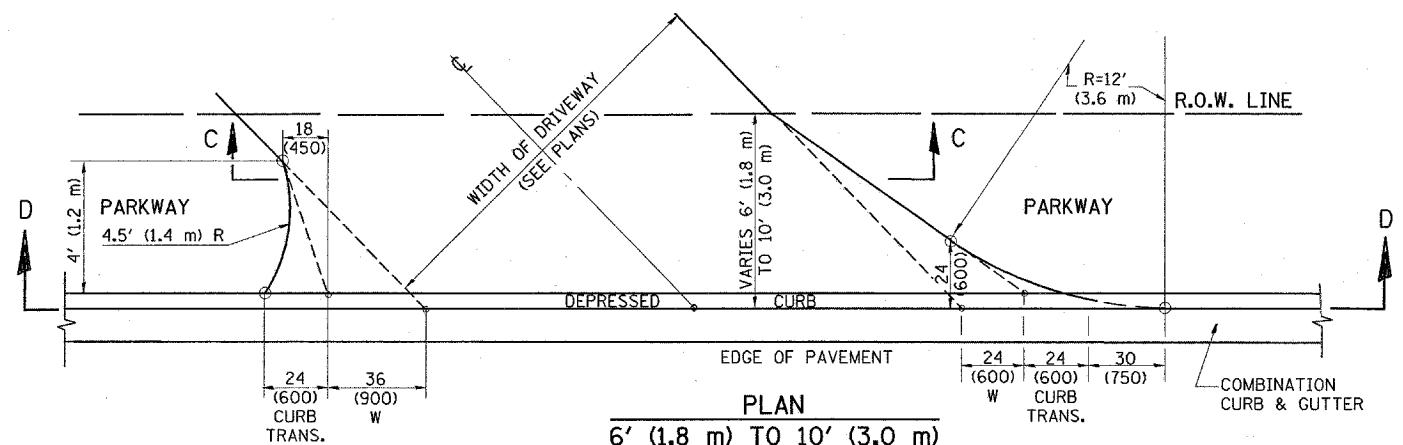 ℄
WIDTH OF DRIVEWAY
(SEE PLANS)
R=12'
(3.6 m)
R.O.W. LINE
C
18
(450)
C
D
4' (1.2 m)
PARKWAY
4.5' (1.4 m) R
VARIES 6' (1.8 m)
TO 10' (3.0 m)
PARKWAY
24
(600)
D
DEPRESSED CURB
EDGE OF PAVEMENT
24
(600)
CURB
TRANS.
36
(900)
W
24
(600)
W
24
(600)
CURB
TRANS.
30
(750)
COMBINATION
CURB & GUTTER
PLAN
6' (1.8 m) TO 10' (3.0 m)